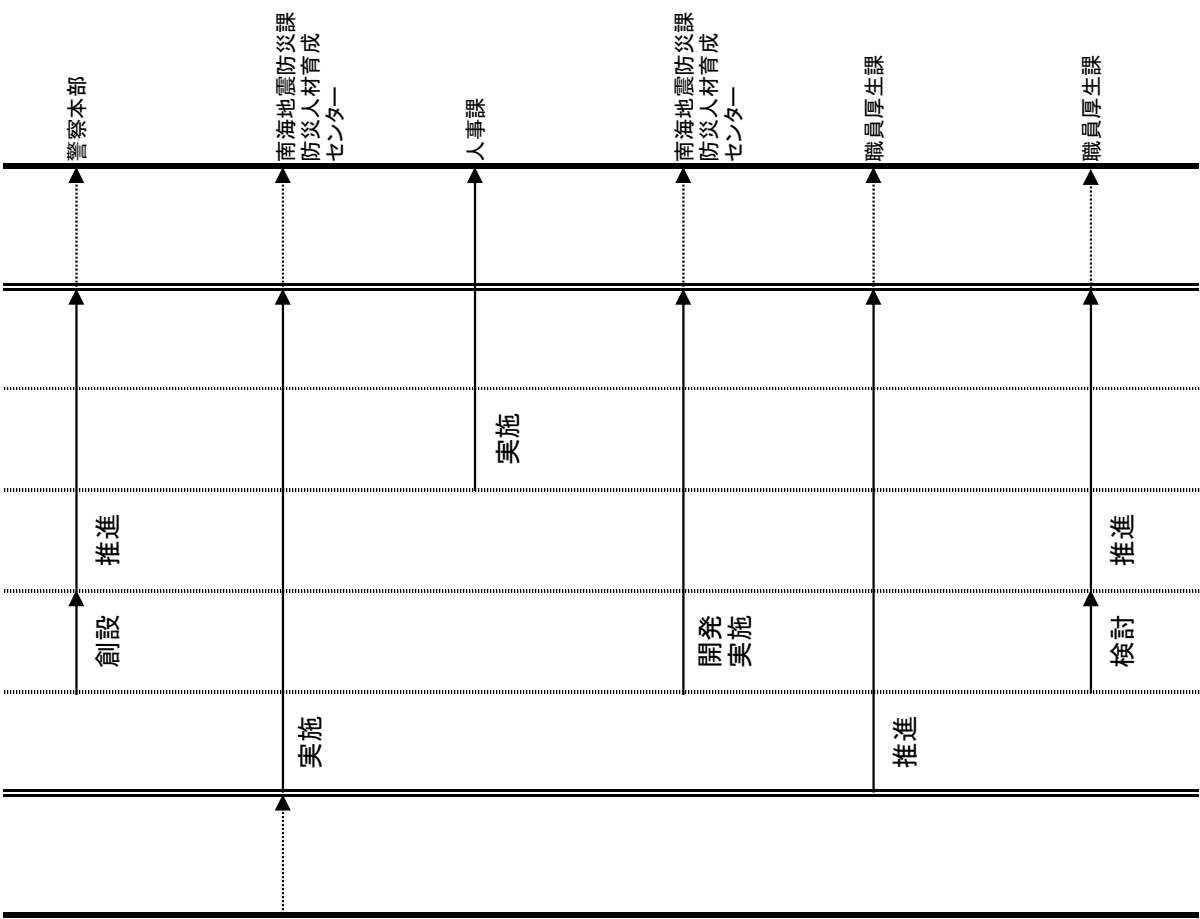 警察本部
推進
創設
南海地震防災課
防災人材育成
センター
実施
人事課
実施
南海地震防災課
防災人材育成
センター
開発
実施
職員厚生課
推進
職員厚生課
推進
検討